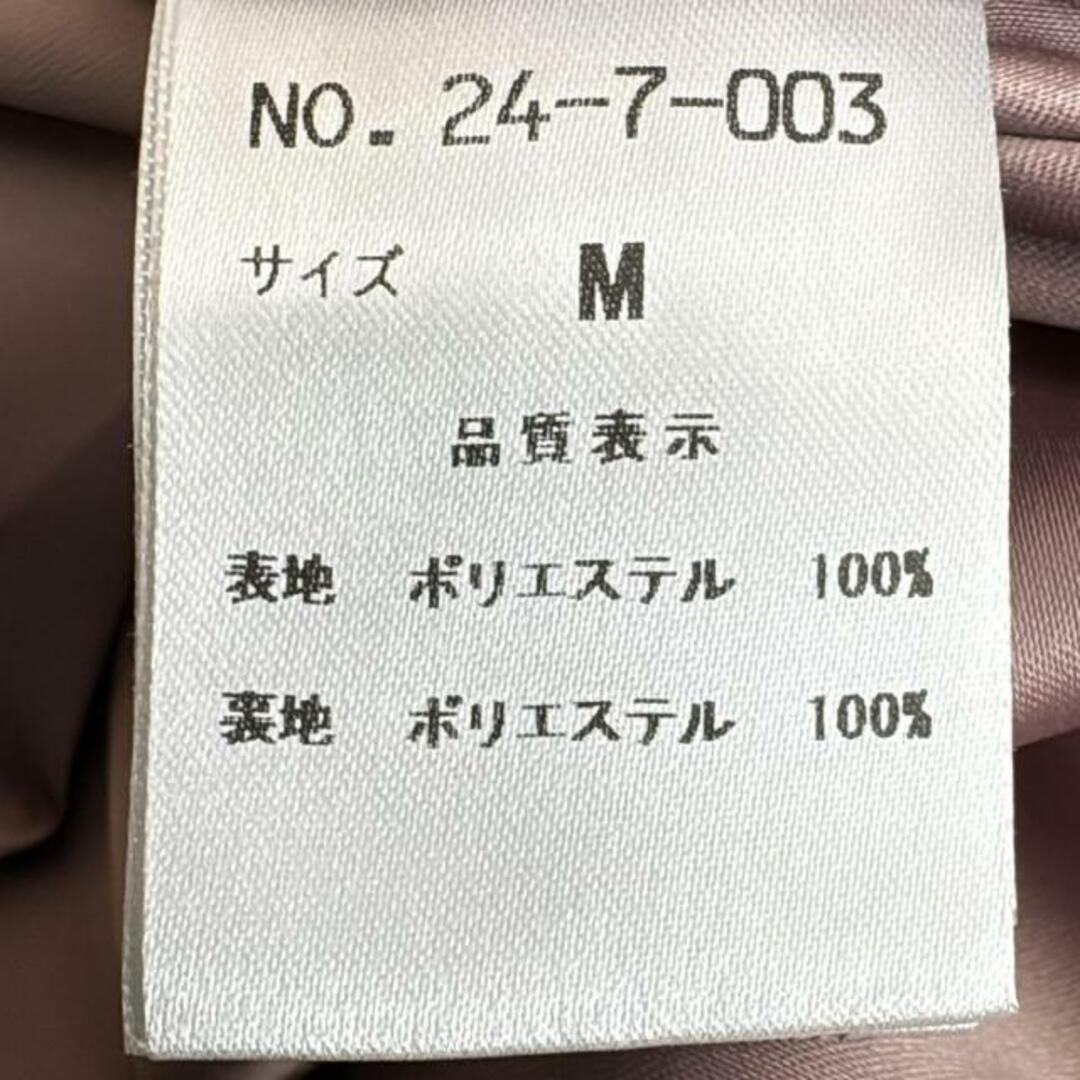 NO. 24-7-003
サイズ M
品質表示
表地 ポリエステル 100%
裏地 ポリエステル 100%